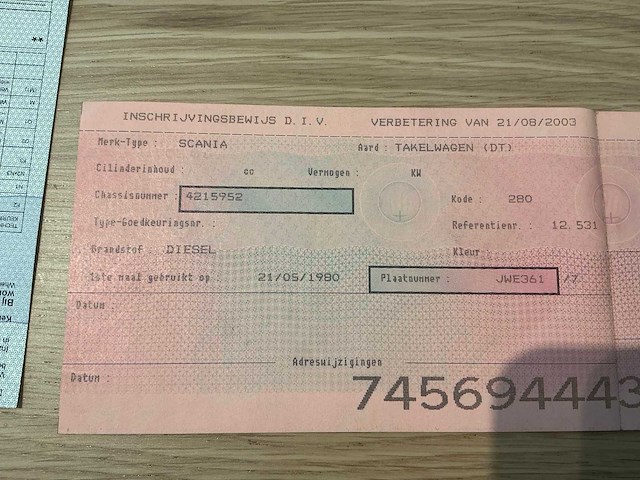 INSCHRIJVINGSBEWIJS D.I.V. VERBETERING VAN 21/08/2003
Merk-Type : SCANIA Aard : TAKELWAGEN (DT)
Cilinderinhoud : cc Vermogen : KW
Chassisnummer : 4215952
Kode : 280
Type-Goedkeuringsnr. : Referentienr. : 12.531
Brandstof : DIESEL Kleur
1ste maal gebruikt op : 21/05/1980 Plaatnummer : JWE361 /7
Datum :
Adreswijzigingen
Datum :
7456944443
**